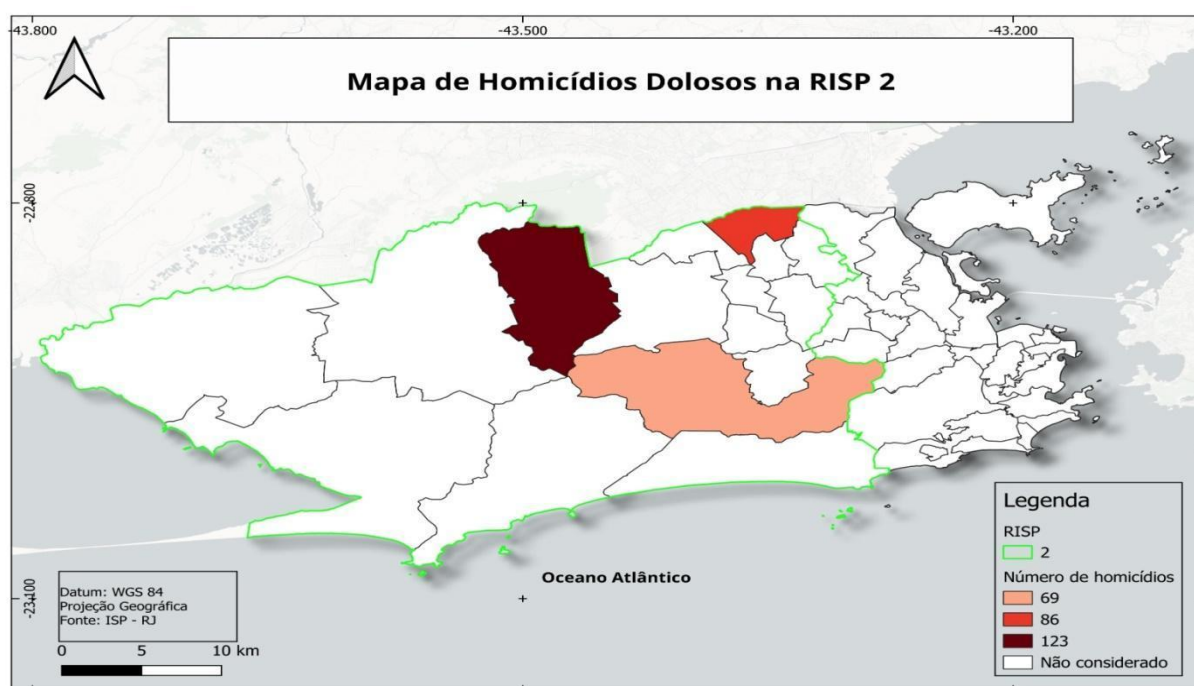 -43.800 -43.500 -43.200
Mapa de Homicídios Dolosos na RISP 2
-22.800
Legenda
RISP
2
Número de homicídios
69
86
123
Não considerado
Oceano Atlântico
-23.100
Datum: WGS 84
Projeção Geográfica
Fonte: ISP - RJ
0 5 10 km